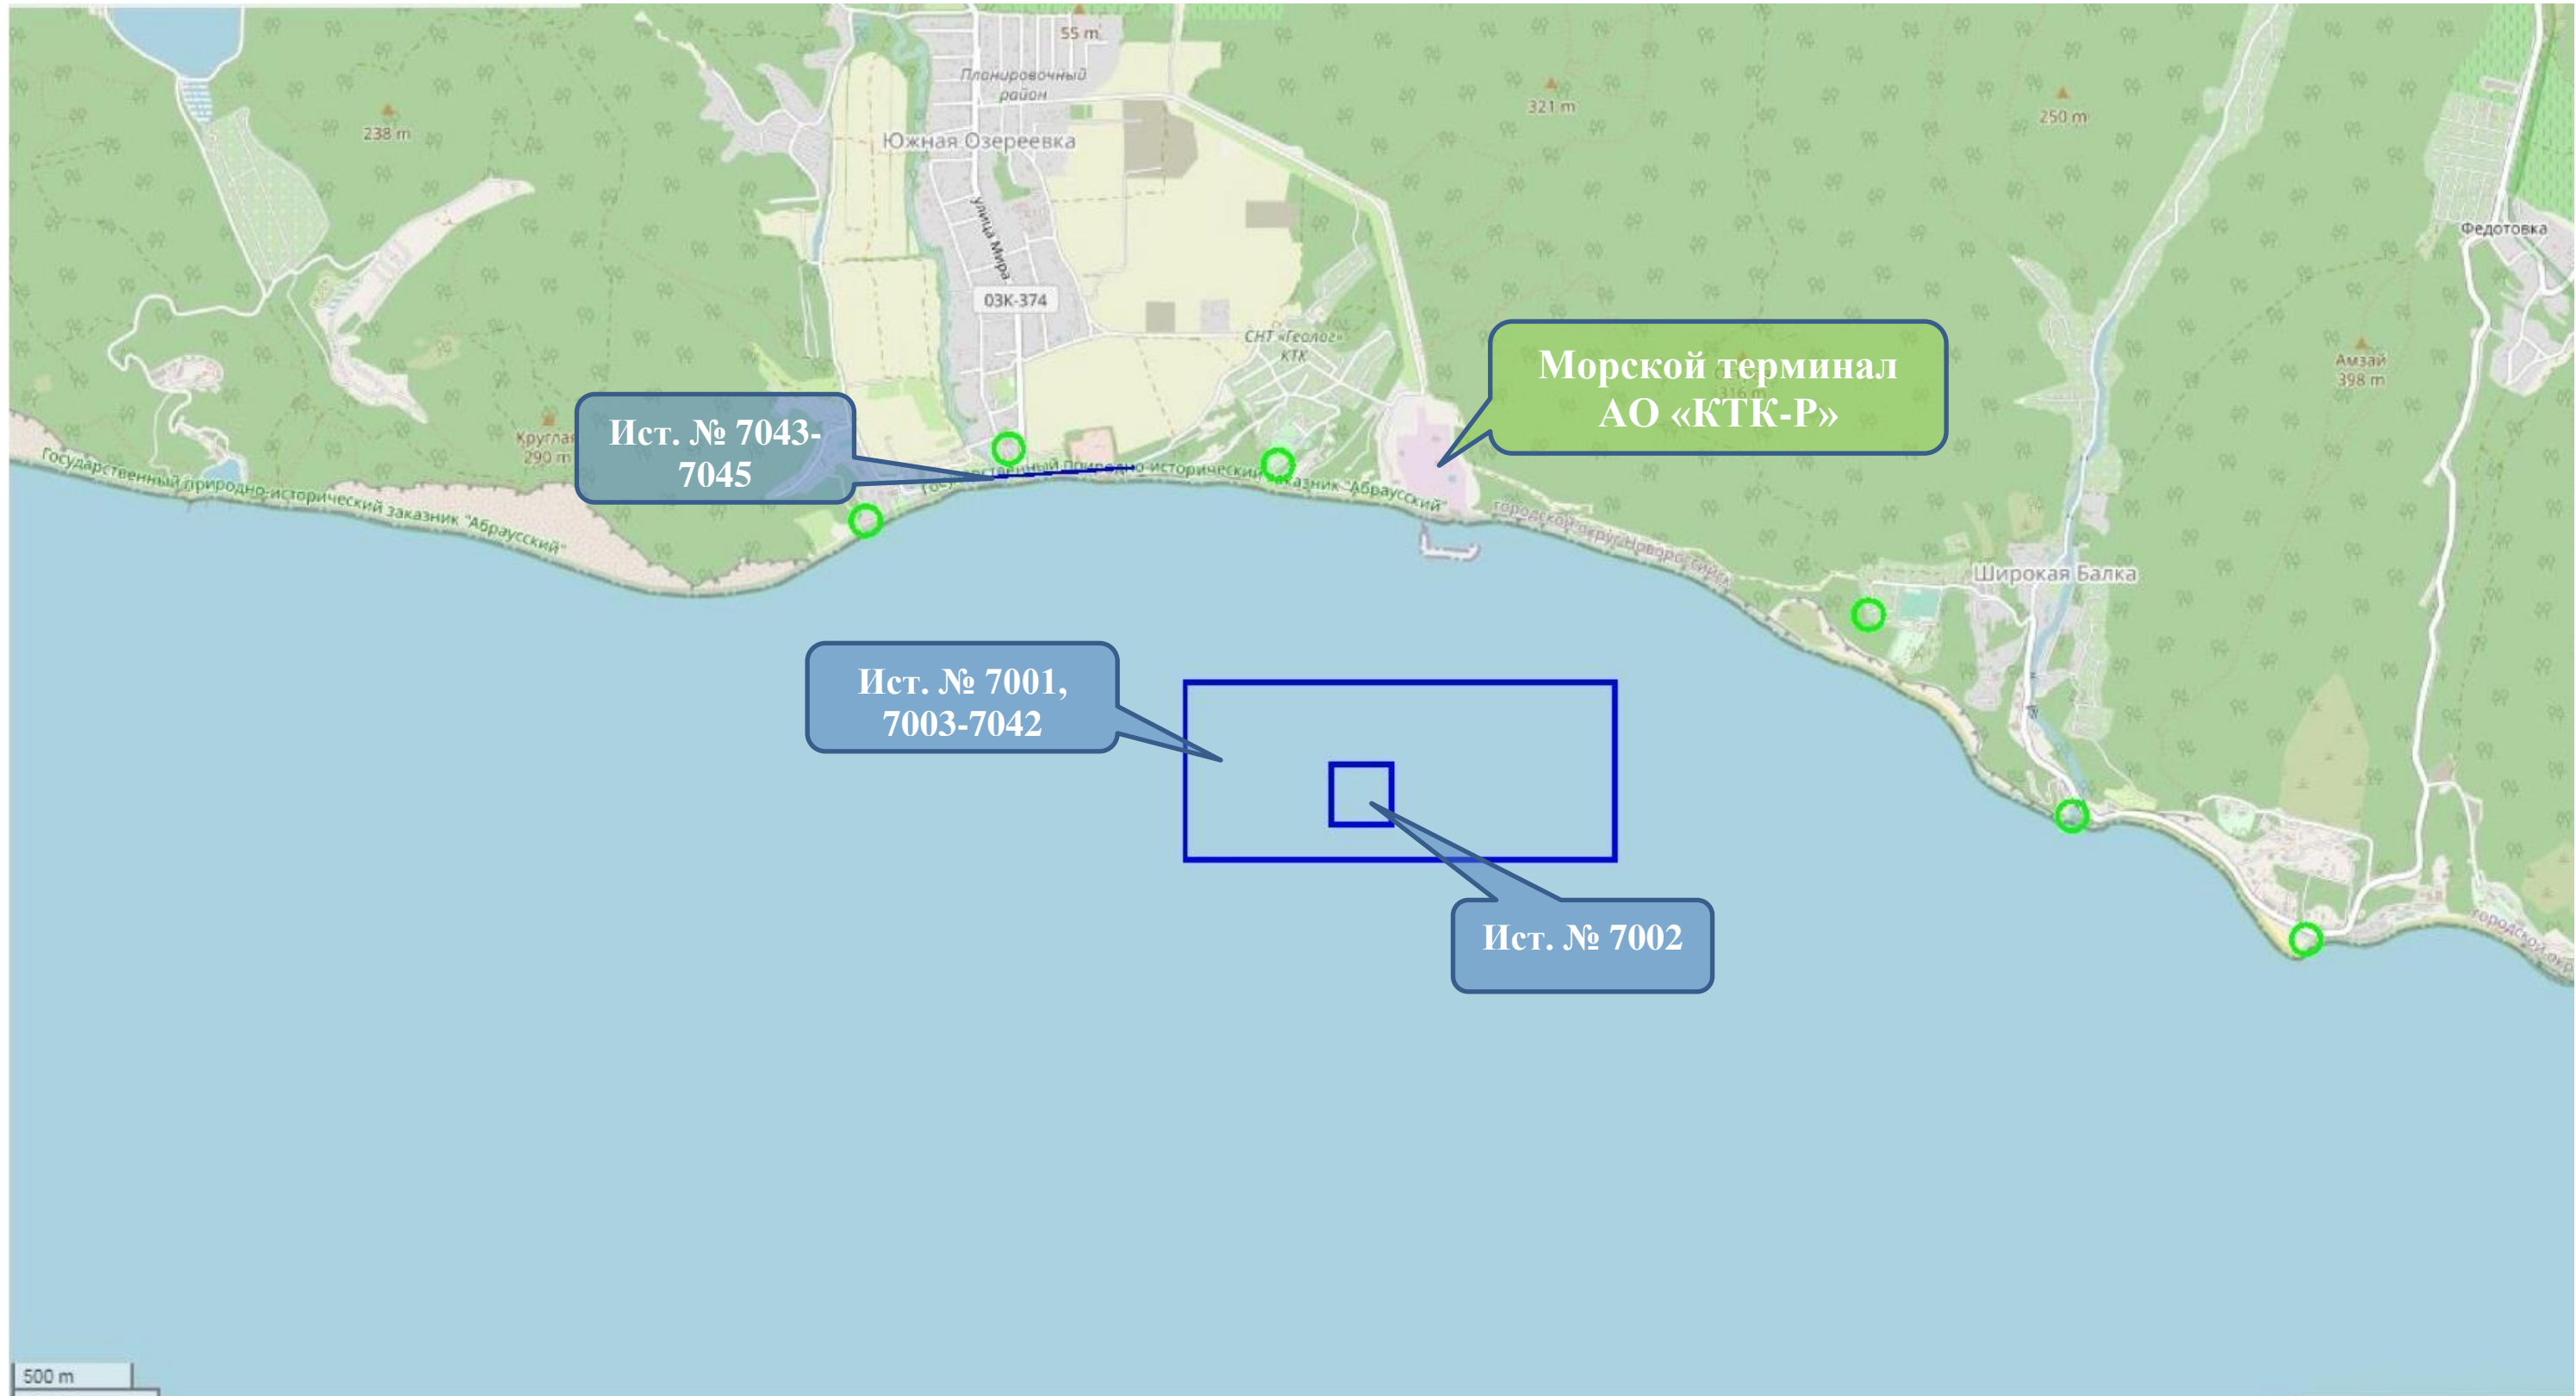 55 m
Планировочный
район
321 m
250 m
238 m
Южная Озереевка
улица Мира
Федотовка
03К-374
СНТ «Геолог»
КТК
Морской терминал
АО «КТК-Р»
316 m
Амзай
398 m
Ист. № 7043-
7045
Круглая
290 m
Государственный природно-исторический заказник "Абраусский"
Государственный природно-исторический заказник "Абраусский"
городской округ Новороссийск
Широкая Балка
Ист. № 7001,
7003-7042
Ист. № 7002
городской окр
500 m